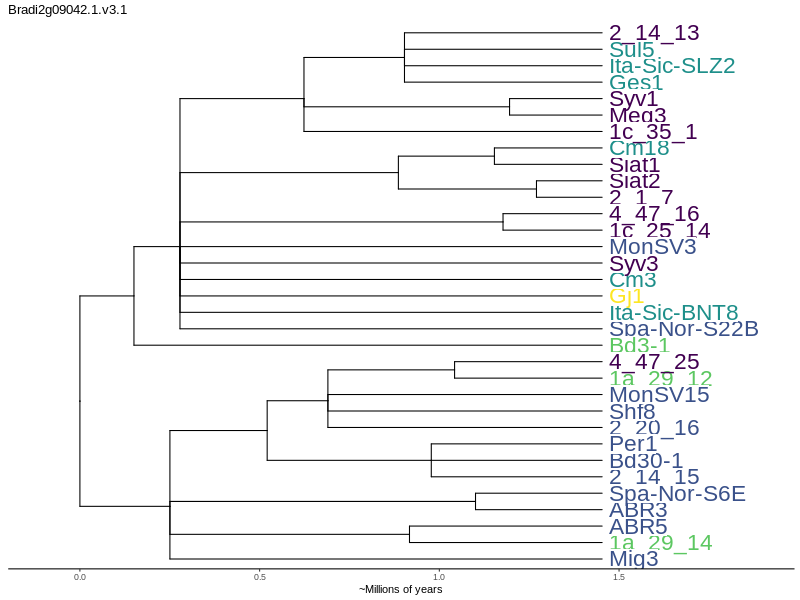 Bradi2g09042.1.v3.1
2_14_13
Sul5
Ita-Sic-SLZ2
Ges1
Syv1
Meg3
1c_35_1
Cm18
Siat1
Siat2
2_1_7
4_47_16
1c_25_14
MonSV3
Syv3
Cm3
Gj1
Ita-Sic-BNT8
Spa-Nor-S22B
Bd3-1
4_47_25
1a_29_12
MonSV15
Shf8
2_20_16
Per1
Bd30-1
2_14_15
Spa-Nor-S6E
ABR3
ABR5
1a_29_14
Mig3
0.0 0.5 1.0 1.5
~Millions of years